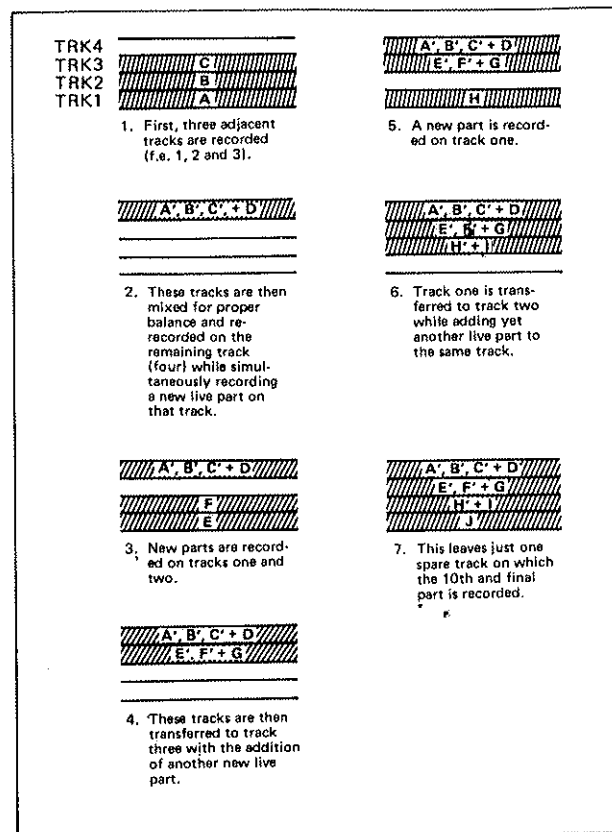 TRK4
TRK3 C
TRK2 B
TRK1 A
1. First, three adjacent
tracks are recorded
(f.e. 1, 2 and 3).
A', B', C', + D
2. These tracks are then
mixed for proper
balance and re-
recorded on the
remaining track
(four) while simul-
taneously recording
a new live part on
that track.
A', B', C' + D
F
E
3. New parts are record-
ed on tracks one and
two.
A', B', C' + D
E', F' + G
4. These tracks are then
transferred to track
three with the addition
of another new live
part.
A', B', C' + D
E', F' + G
H
5. A new part is record-
ed on track one.
A', B', C' + D
E', F' + G
H' + I
6. Track one is trans-
ferred to track two
while adding yet
another live part to
the same track.
A', B', C' + D
E', F' + G
H' + I
J
7. This leaves just one
spare track on which
the 10th and final
part is recorded.